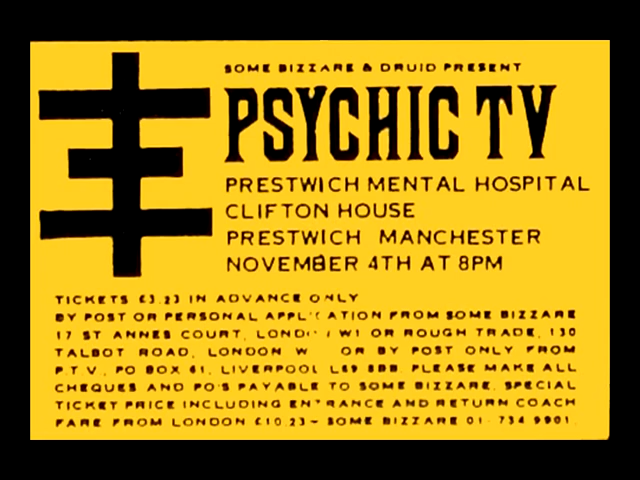 SOME BIZZARE & DRUID PRESENT
PSYCHIC TV
PRESTWICH MENTAL HOSPITAL
CLIFTON HOUSE
PRESTWICH MANCHESTER
NOVEMBER 4TH AT 8PM
TICKETS £3.23 IN ADVANCE ONLY
BY POST OR PERSONAL APPLICATION FROM SOME BIZZARE
17 ST ANNES COURT, W1 OR ROUGH TRADE, 130
TALBOT ROAD, LONDON W OR BY POST ONLY FROM
P.T.V, PO BOX 61, LIVERPOOL L69 8BB. PLEASE MAKE ALL
CHEQUES AND PO'S PAYABLE TO SOME BIZZARE. SPECIAL
TICKET PRICE INCLUDING ENTRANCE AND RETURN COACH
FARE FROM LONDON £10.23 ~ SOME BIZZARE 01- 734 9901.